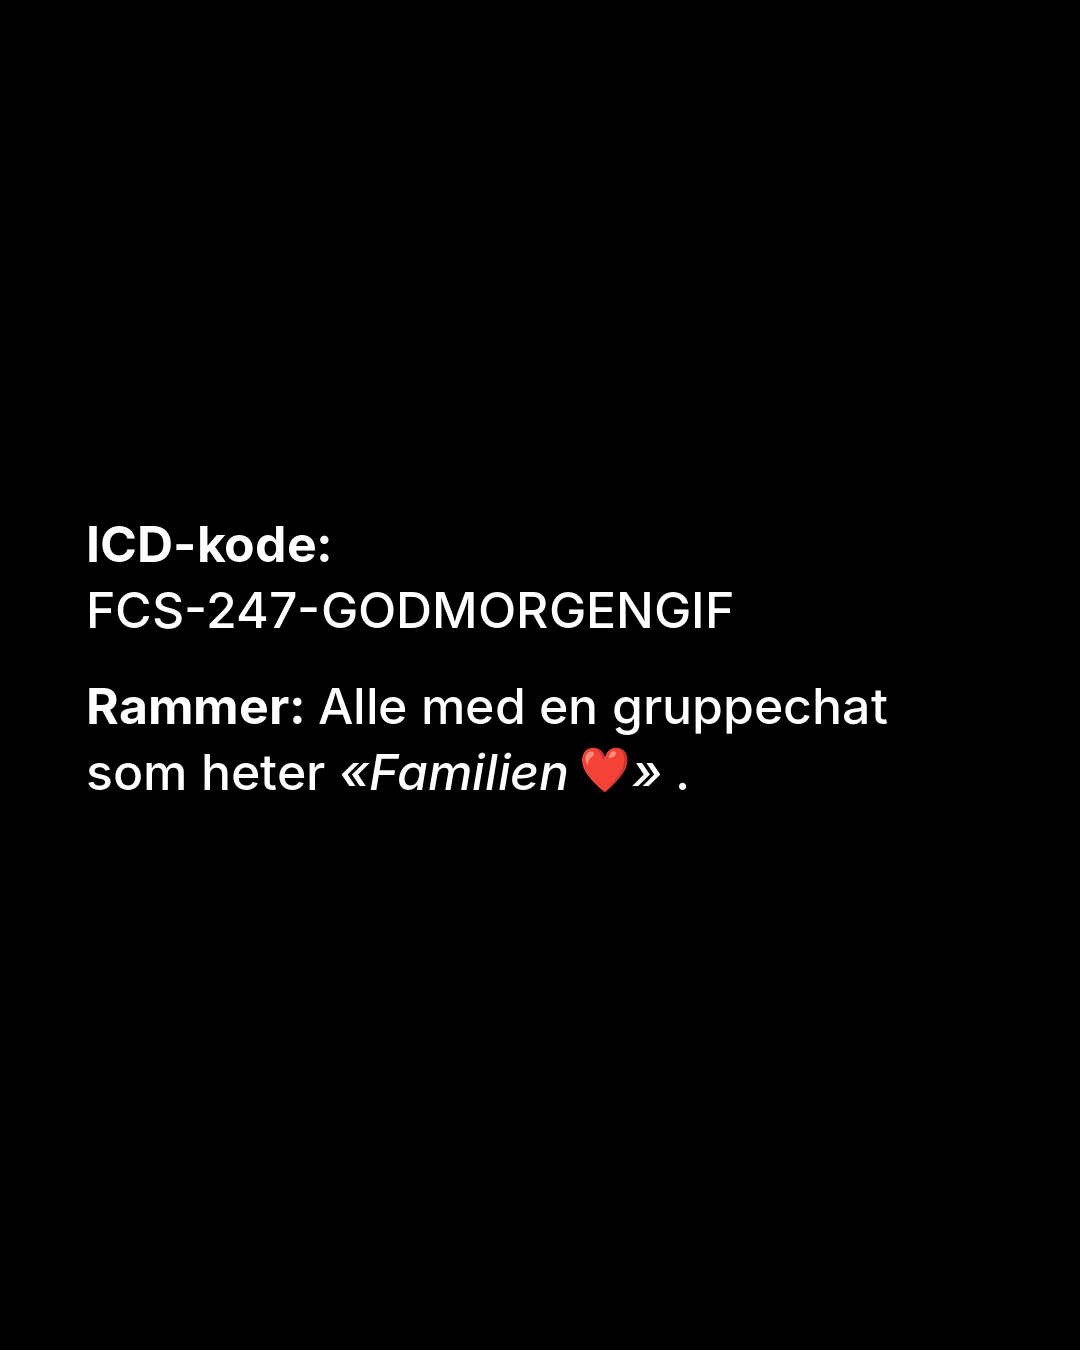 ICD-kode:
FCS-247-GODMORGENGIF
Rammer: Alle med en gruppechat
som heter «Familien ❤️» .